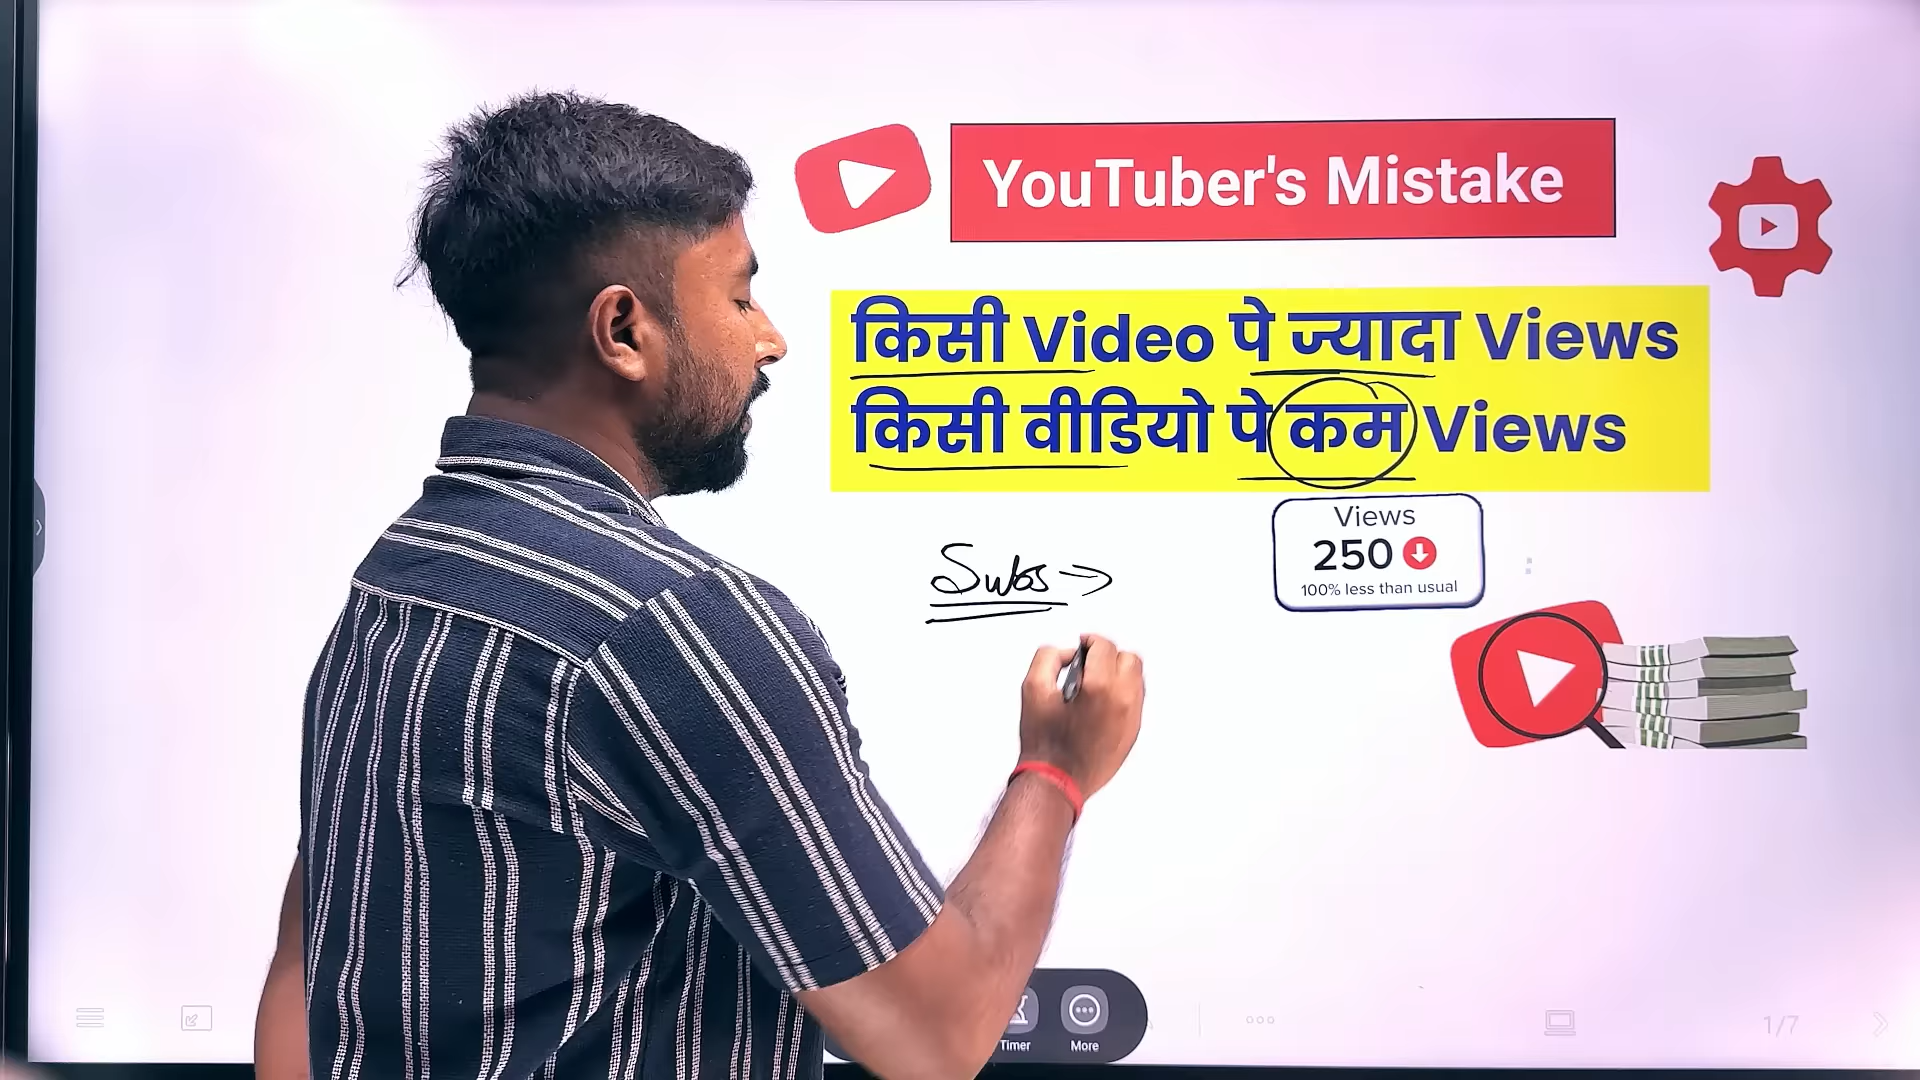 YouTuber's Mistake
किसी Video पे ज्यादा Views
किसी वीडियो पे कम Views
Views
250
100% less than usual
Subs →
Timer
More
1/7